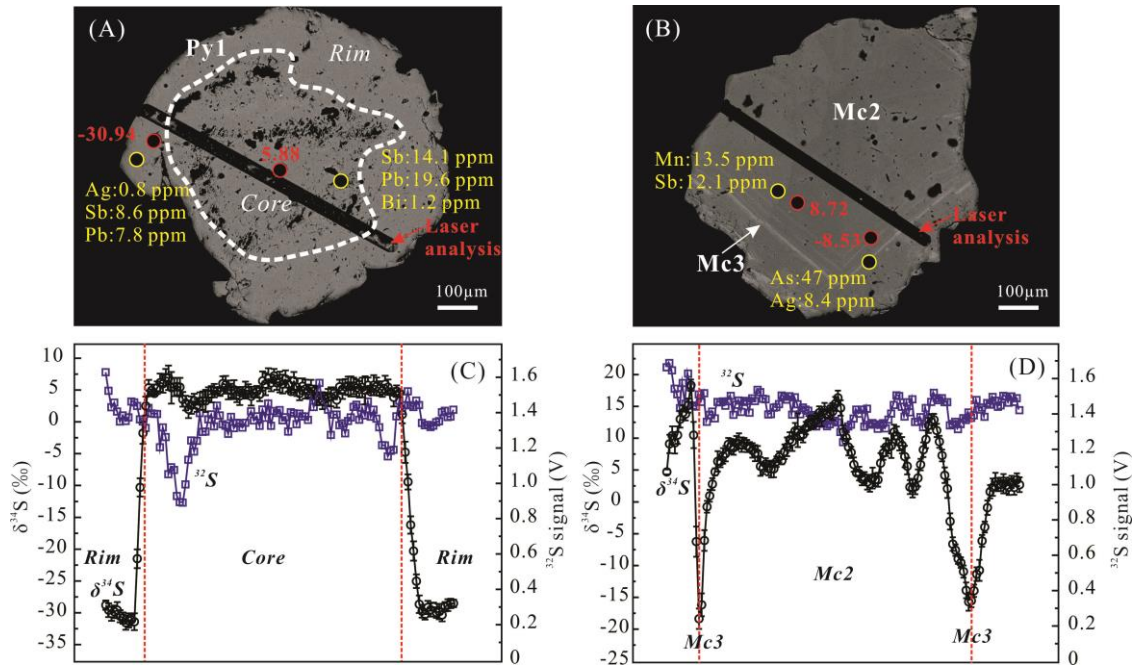 (A)
Py1
Rim
-30.94
5.88
Sb:14.1 ppm
Pb:19.6 ppm
Bi:1.2 ppm
Ag:0.8 ppm
Sb:8.6 ppm
Pb:7.8 ppm
Core
Laser
analysis
100μm
(B)
Mc2
Mn:13.5 ppm
Sb:12.1 ppm
8.72
-8.53
Laser
analysis
Mc3
As:47 ppm
Ag:8.4 ppm
100μm
(C)
10
5
0
-5
-10
-15
-20
-25
-30
-35
δ³⁴S (‰)
³²S
Rim
Core
Rim
δ³⁴S
1.6
1.4
1.2
1.0
0.8
0.6
0.4
0.2
0
³²S signal (V)
(D)
20
15
10
5
0
-5
-10
-15
-20
-25
δ³⁴S (‰)
³²S
δ³⁴S
Mc2
Mc3
Mc3
1.6
1.4
1.2
1.0
0.8
0.6
0.4
0.2
0
³²S signal (V)